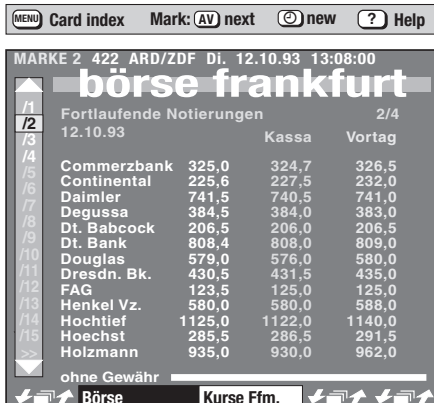 MENU Card index Mark: AV next new ? Help
MARKE 2 422 ARD/ZDF Di. 12.10.93 13:08:00
börse frankfurt
/1
/2
/3
/4
/5
/6
/7
/8
/9
/10
/11
/12
/13
/14
/15
>>
Fortlaufende Notierungen 2/4
12.10.93 Kassa Vortag
Commerzbank 325,0 324,7 326,5
Continental 225,6 227,5 232,0
Daimler 741,5 740,5 741,0
Degussa 384,5 384,0 383,0
Dt. Babcock 206,5 206,0 206,5
Dt. Bank 808,4 808,0 809,0
Douglas 579,0 576,0 580,0
Dresdn. Bk. 430,5 431,5 435,0
FAG 123,5 125,0 125,0
Henkel Vz. 580,0 580,0 588,0
Hochtief 1125,0 1122,0 1140,0
Hoechst 285,5 286,5 291,5
Holzmann 935,0 930,0 962,0
ohne Gewähr
Börse Kurse Ffm.